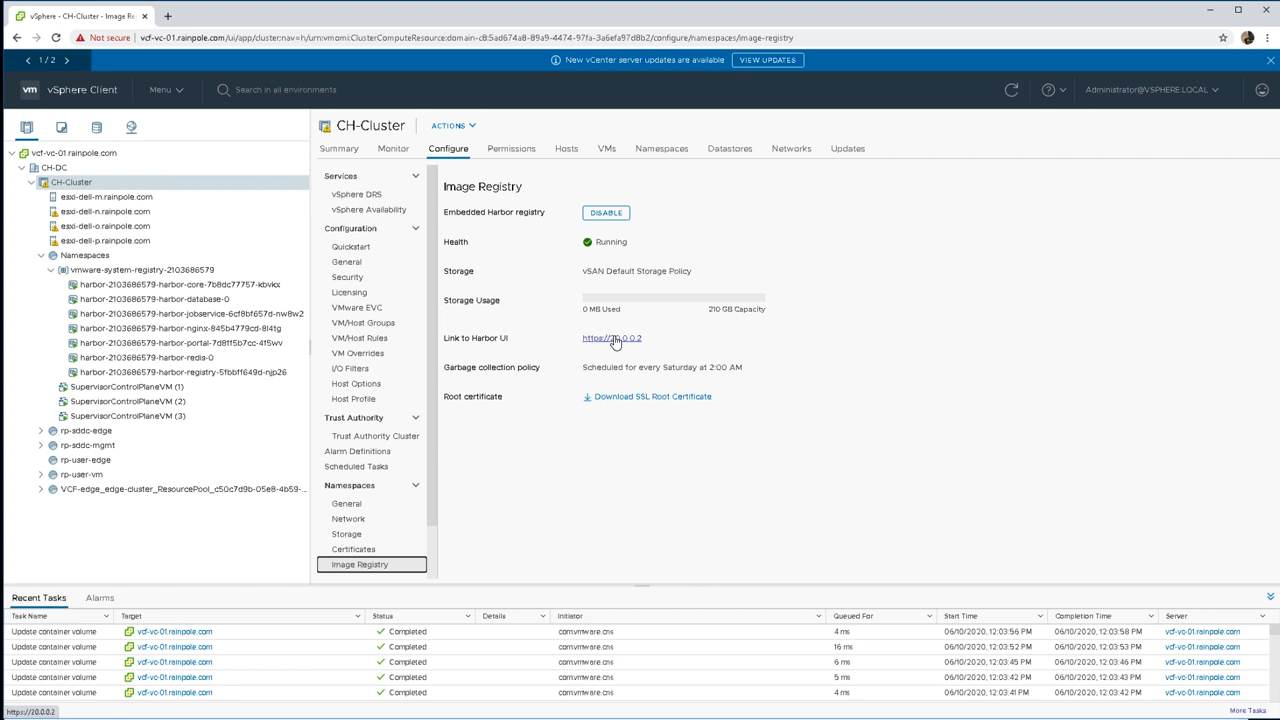 vSphere - CH-Cluster - Image Re
Not secure
vcf-vc-01.rainpole.com/ui/app/cluster;nav=h/urn:vmomi:ClusterComputeResource:domain-c8:5ad674a8-89a9-4474-97fa-3a6efa97d8b2/configure/namespaces/image-registry
1 / 2
New vCenter server updates are available
VIEW UPDATES
vm vSphere Client
Menu
Search in all environments
Administrator@VSPHERE.LOCAL
vcf-vc-01.rainpole.com
CH-DC
CH-Cluster
esxi-dell-m.rainpole.com
esxi-dell-n.rainpole.com
esxi-dell-o.rainpole.com
esxi-dell-p.rainpole.com
Namespaces
vmware-system-registry-2103686579
harbor-2103686579-harbor-core-7b8dc77757-kbvkx
harbor-2103686579-harbor-database-0
harbor-2103686579-harbor-jobservice-6cf8bf657d-nw8w2
harbor-2103686579-harbor-nginx-845b4779cd-8l4tg
harbor-2103686579-harbor-portal-7d8ff5b7cc-4f5wv
harbor-2103686579-harbor-redis-0
harbor-2103686579-harbor-registry-5fbbff649d-njp26
SupervisorControlPlaneVM (1)
SupervisorControlPlaneVM (2)
SupervisorControlPlaneVM (3)
rp-sddc-edge
rp-sddc-mgmt
rp-user-edge
rp-user-vm
VCF-edge_edge-cluster_ResourcePool_c50c7d9b-05e8-4b59-...
CH-Cluster
ACTIONS
Summary
Monitor
Configure
Permissions
Hosts
VMs
Namespaces
Datastores
Networks
Updates
Services
vSphere DRS
vSphere Availability
Configuration
Quickstart
General
Security
Licensing
VMware EVC
VM/Host Groups
VM/Host Rules
VM Overrides
I/O Filters
Host Options
Host Profile
Trust Authority
Trust Authority Cluster
Alarm Definitions
Scheduled Tasks
Namespaces
General
Network
Storage
Certificates
Image Registry
Image Registry
Embedded Harbor registry
DISABLE
Health
Running
Storage
vSAN Default Storage Policy
Storage Usage
0 MB Used
210 GB Capacity
Link to Harbor UI
https://20.0.0.2
Garbage collection policy
Scheduled for every Saturday at 2:00 AM
Root certificate
Download SSL Root Certificate
Recent Tasks
Alarms
Task Name Target Status Details Initiator Queued For Start Time Completion Time Server
Update container volume vcf-vc-01.rainpole.com Completed com.vmware.cns 4 ms 06/10/2020, 12:03:56 PM 06/10/2020, 12:03:58 PM vcf-vc-01.rainpole.com
Update container volume vcf-vc-01.rainpole.com Completed com.vmware.cns 16 ms 06/10/2020, 12:03:52 PM 06/10/2020, 12:03:53 PM vcf-vc-01.rainpole.com
Update container volume vcf-vc-01.rainpole.com Completed com.vmware.cns 6 ms 06/10/2020, 12:03:45 PM 06/10/2020, 12:03:46 PM vcf-vc-01.rainpole.com
Update container volume vcf-vc-01.rainpole.com Completed com.vmware.cns 5 ms 06/10/2020, 12:03:42 PM 06/10/2020, 12:03:43 PM vcf-vc-01.rainpole.com
Update container volume vcf-vc-01.rainpole.com Completed com.vmware.cns 4 ms 06/10/2020, 12:03:41 PM 06/10/2020, 12:03:42 PM vcf-vc-01.rainpole.com
https://20.0.0.2
More Tasks